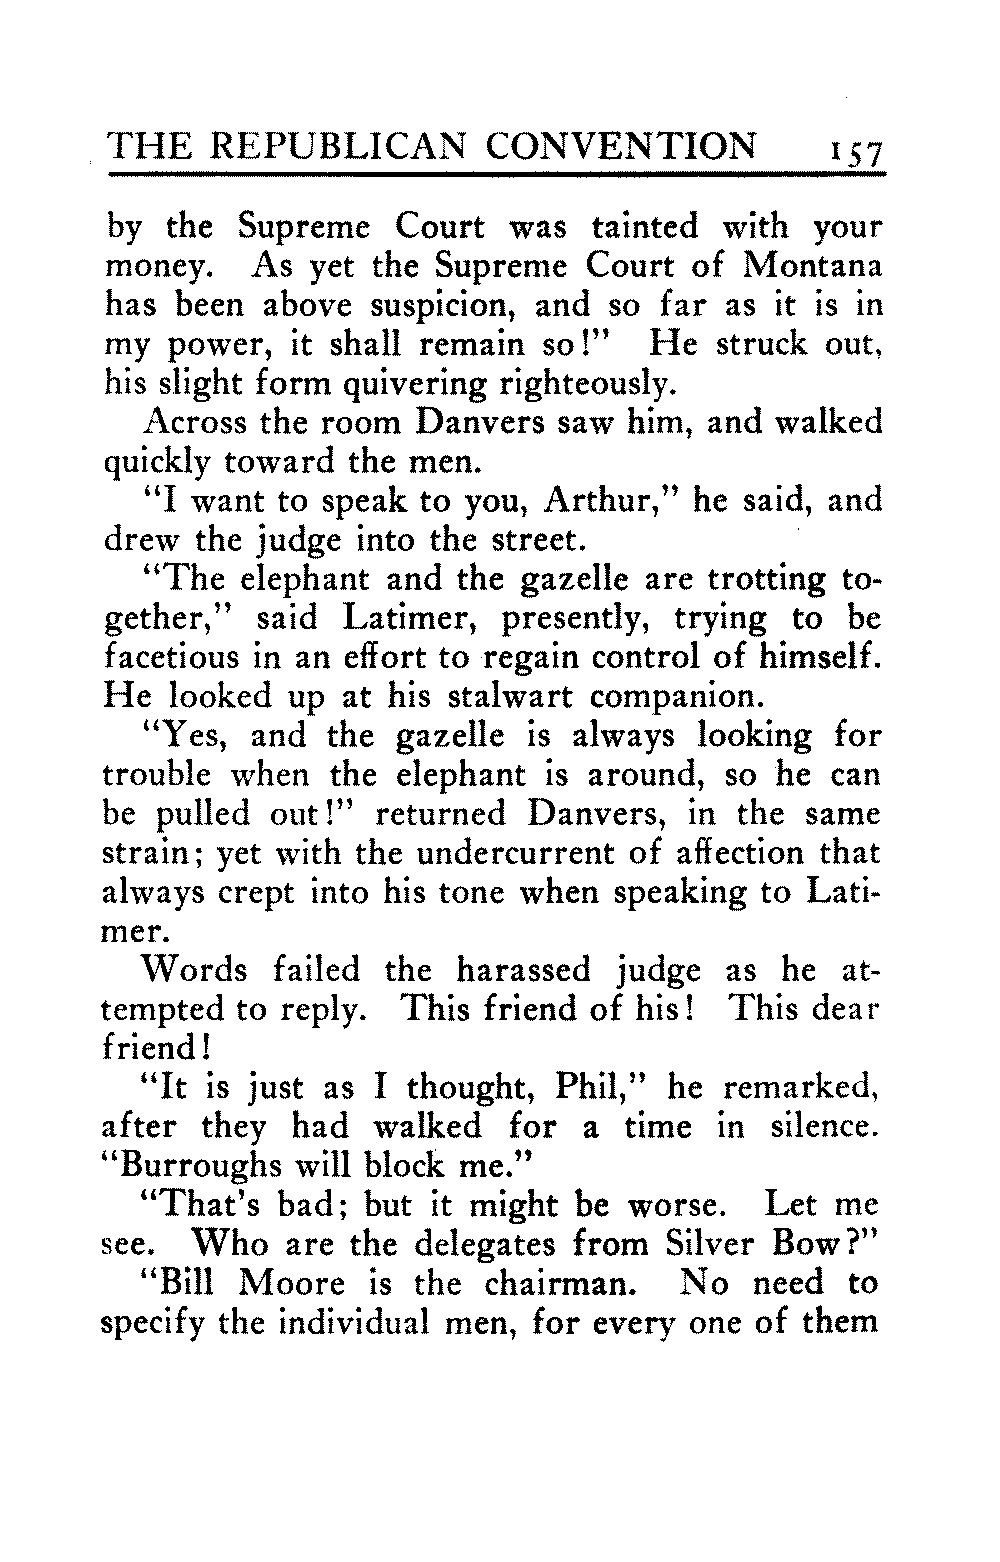 THE REPUBLICAN CONVENTION 157
by the Supreme Court was tainted with your
money. As yet the Supreme Court of Montana
has been above suspicion, and so far as it is in
my power, it shall remain so!" He struck out,
his slight form quivering righteously.
Across the room Danvers saw him, and walked
quickly toward the men.
"I want to speak to you, Arthur," he said, and
drew the judge into the street.
"The elephant and the gazelle are trotting to-
gether," said Latimer, presently, trying to be
facetious in an effort to regain control of himself.
He looked up at his stalwart companion.
"Yes, and the gazelle is always looking for
trouble when the elephant is around, so he can
be pulled out!" returned Danvers, in the same
strain; yet with the undercurrent of affection that
always crept into his tone when speaking to Lati-
mer.
Words failed the harassed judge as he at-
tempted to reply. This friend of his! This dear
friend!
"It is just as I thought, Phil," he remarked,
after they had walked for a time in silence.
"Burroughs will block me."
"That's bad; but it might be worse. Let me
see. Who are the delegates from Silver Bow?"
"Bill Moore is the chairman. No need to
specify the individual men, for every one of them